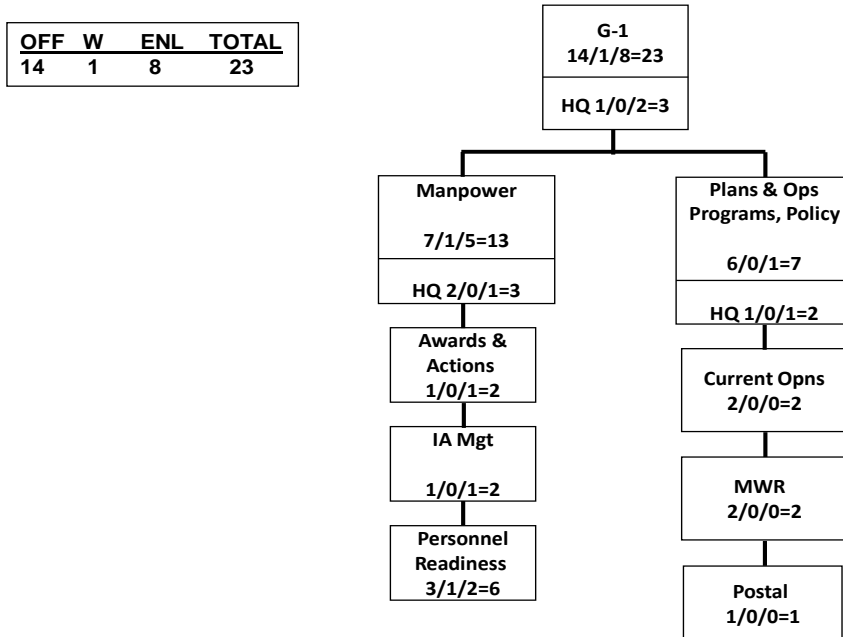 OFF W ENL TOTAL
14 1 8 23
G-1
14/1/8=23
HQ 1/0/2=3
Manpower
7/1/5=13
HQ 2/0/1=3
Awards &
Actions
1/0/1=2
IA Mgt
1/0/1=2
Personnel
Readiness
3/1/2=6
Plans & Ops
Programs, Policy
6/0/1=7
HQ 1/0/1=2
Current Opns
2/0/0=2
MWR
2/0/0=2
Postal
1/0/0=1